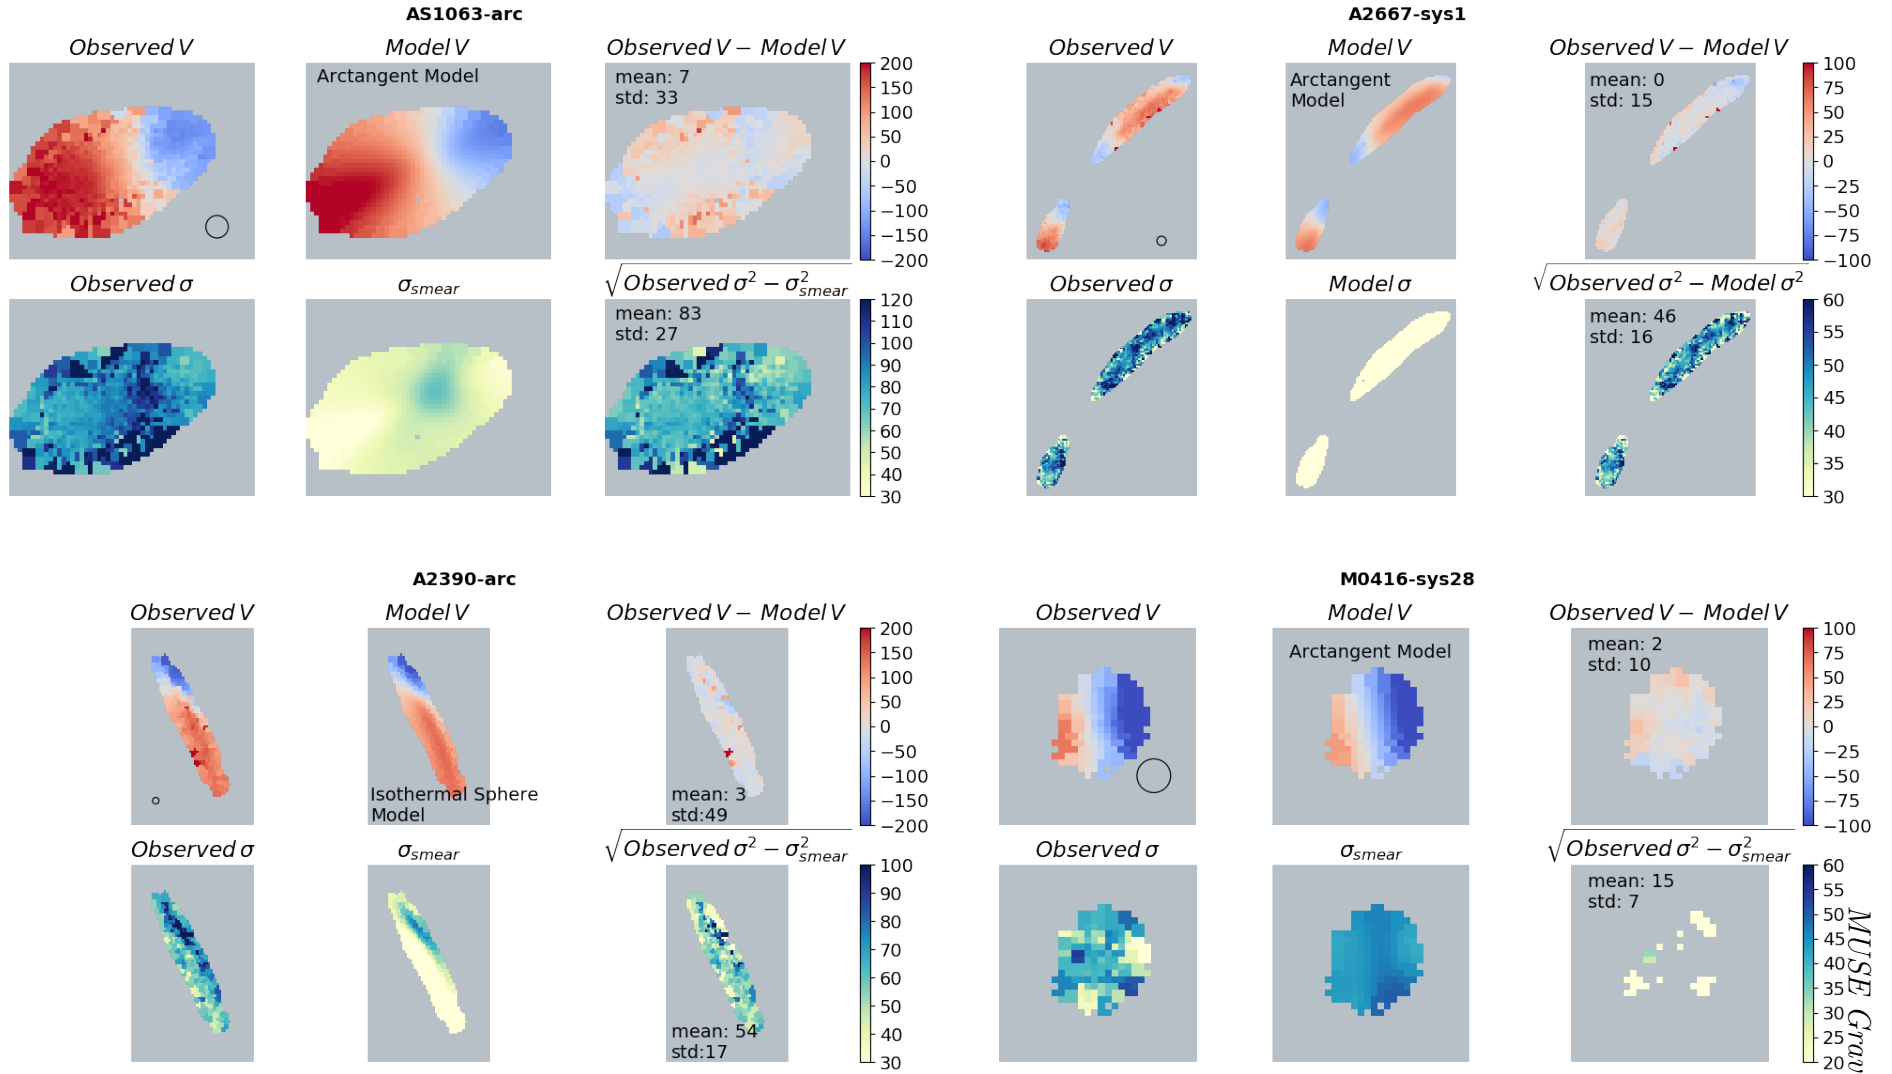 AS1063-arc
Observed V
Model V
Observed V − Model V
Arctangent Model
mean: 7
std: 33
200
150
100
50
0
−50
−100
−150
−200
Observed σ
σsmear
√Observed σ² − σ²smear
mean: 83
std: 27
120
110
100
90
80
70
60
50
40
30
A2667-sys1
Observed V
Model V
Observed V − Model V
Arctangent
Model
mean: 0
std: 15
100
75
50
25
0
−25
−50
−75
−100
Observed σ
Model σ
√Observed σ² − Model σ²
mean: 46
std: 16
60
55
50
45
40
35
30
A2390-arc
Observed V
Model V
Observed V − Model V
Isothermal Sphere
Model
mean: 3
std:49
200
150
100
50
0
−50
−100
−150
−200
Observed σ
σsmear
√Observed σ² − σ²smear
mean: 54
std:17
100
90
80
70
60
50
40
30
M0416-sys28
Observed V
Model V
Observed V − Model V
Arctangent Model
mean: 2
std: 10
100
75
50
25
0
−25
−50
−75
−100
Observed σ
σsmear
√Observed σ² − σ²smear
mean: 15
std: 7
60
55
50
45
40
35
30
25
20
MUSE Grav